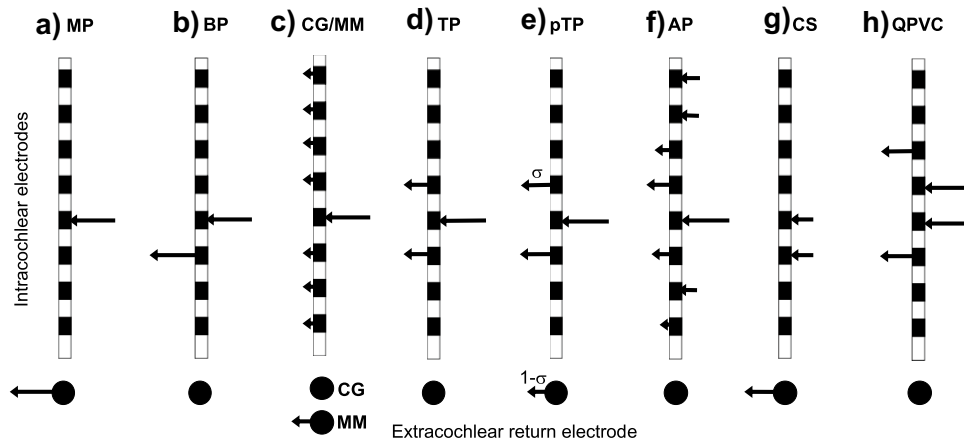 a) MP b) BP c) CG/MM d) TP e) pTP f) AP g) CS h) QPVC
σ
Intracochlear electrodes
1-σ
CG
MM
Extracochlear return electrode